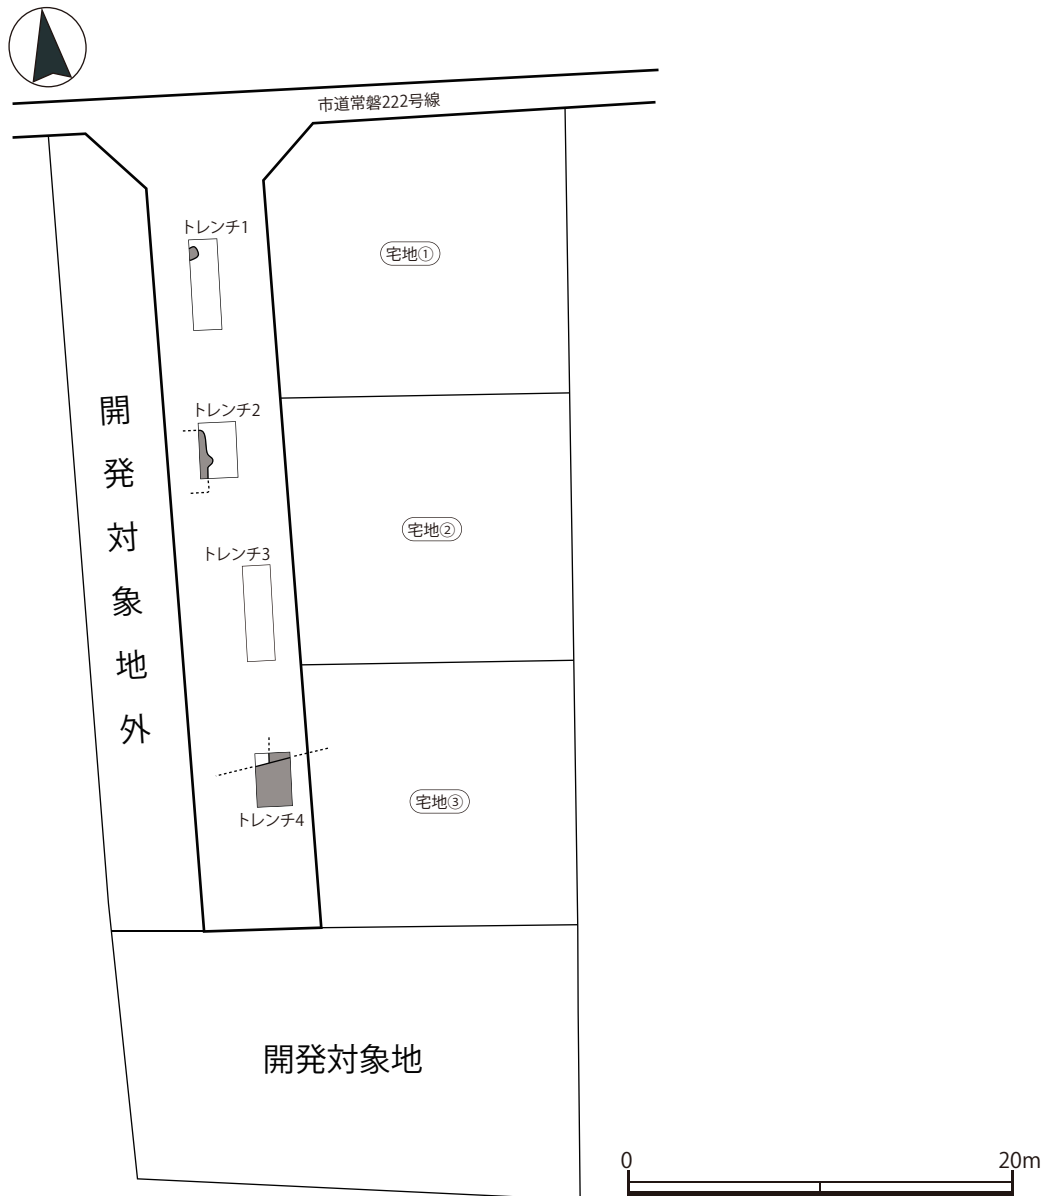 市道常磐222号線
トレンチ1
宅地①
開発対象地外
トレンチ2
宅地②
トレンチ3
宅地③
トレンチ4
開発対象地
0
20m